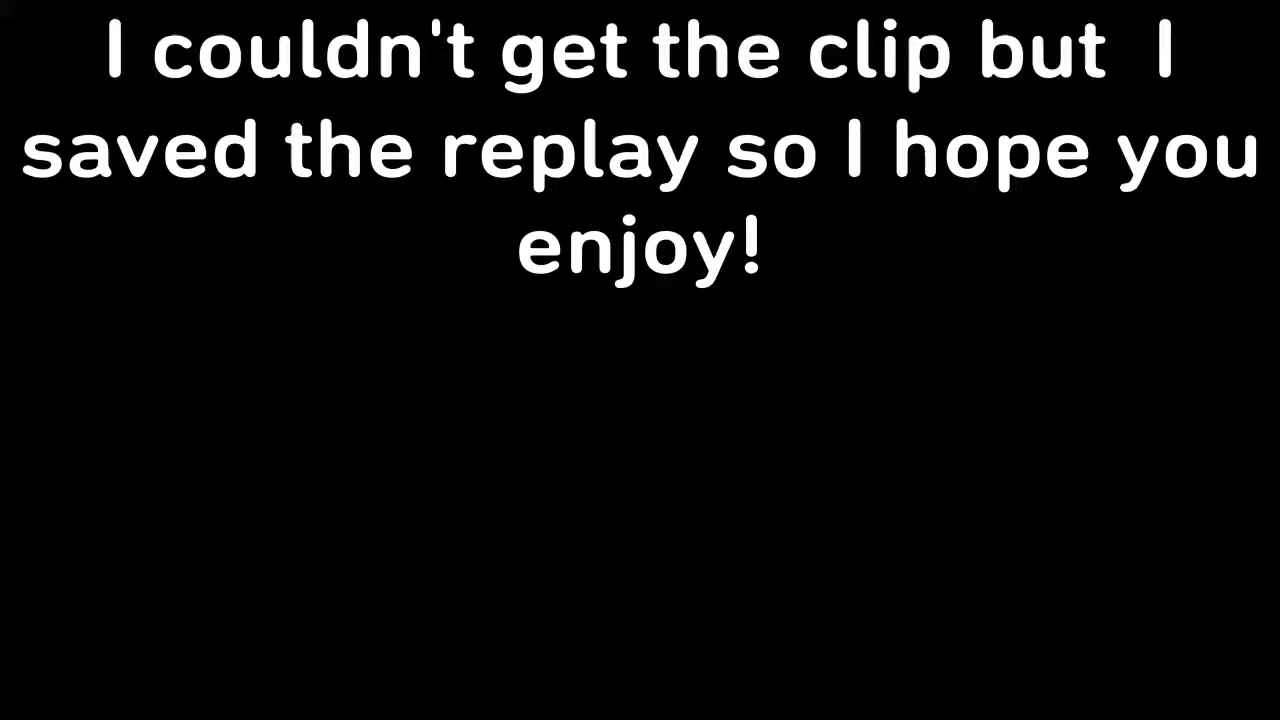 I couldn't get the clip but  I
saved the replay so I hope you
enjoy!